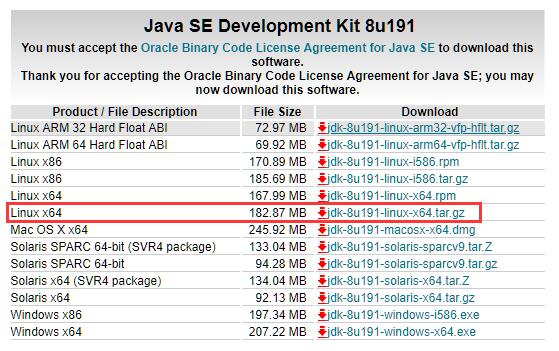 Java SE Development Kit 8u191
You must accept the Oracle Binary Code License Agreement for Java SE to download this
software.
Thank you for accepting the Oracle Binary Code License Agreement for Java SE; you may
now download this software.
Product / File Description File Size Download
Linux ARM 32 Hard Float ABI 72.97 MB jdk-8u191-linux-arm32-vfp-hflt.tar.gz
Linux ARM 64 Hard Float ABI 69.92 MB jdk-8u191-linux-arm64-vfp-hflt.tar.gz
Linux x86 170.89 MB jdk-8u191-linux-i586.rpm
Linux x86 185.69 MB jdk-8u191-linux-i586.tar.gz
Linux x64 167.99 MB jdk-8u191-linux-x64.rpm
Linux x64 182.87 MB jdk-8u191-linux-x64.tar.gz
Mac OS X x64 245.92 MB jdk-8u191-macosx-x64.dmg
Solaris SPARC 64-bit (SVR4 package) 133.04 MB jdk-8u191-solaris-sparcv9.tar.Z
Solaris SPARC 64-bit 94.28 MB jdk-8u191-solaris-sparcv9.tar.gz
Solaris x64 (SVR4 package) 134.04 MB jdk-8u191-solaris-x64.tar.Z
Solaris x64 92.13 MB jdk-8u191-solaris-x64.tar.gz
Windows x86 197.34 MB jdk-8u191-windows-i586.exe
Windows x64 207.22 MB jdk-8u191-windows-x64.exe